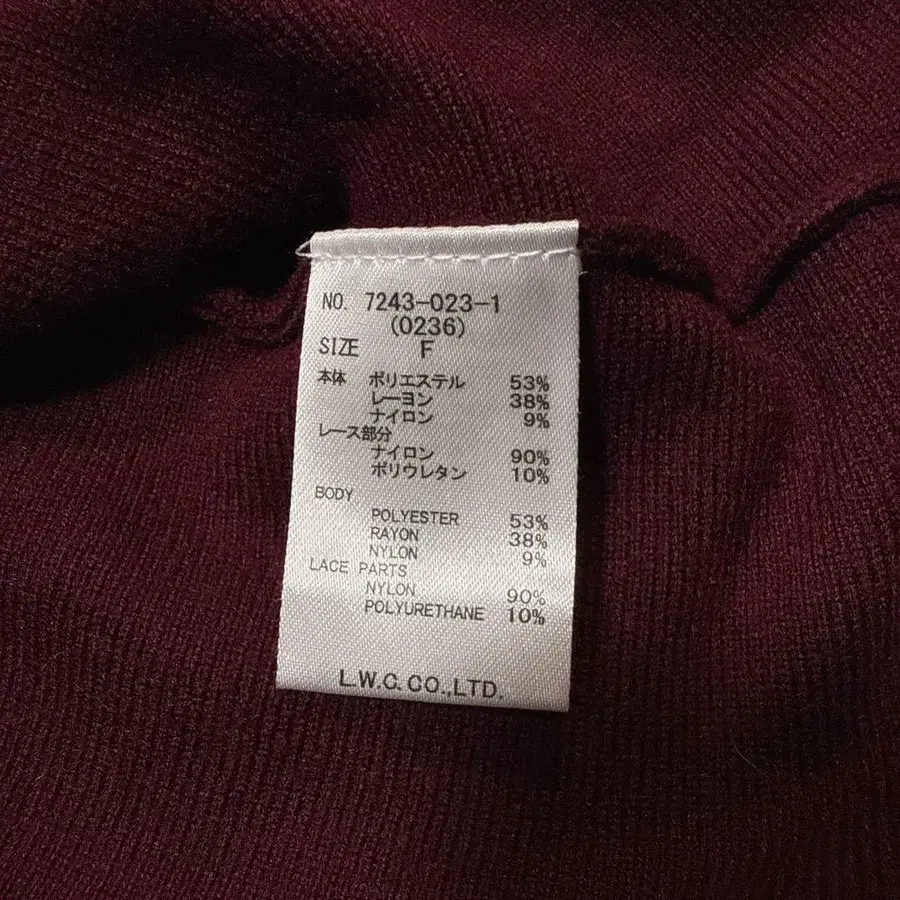 NO. 7243-023-1
(0236)
SIZE F
本体 ポリエステル 53%
レーヨン 38%
ナイロン 9%
レース部分
ナイロン 90%
ポリウレタン 10%
BODY
POLYESTER 53%
RAYON 38%
NYLON 9%
LACE PARTS
NYLON 90%
POLYURETHANE 10%
L.W.C. CO.,LTD.